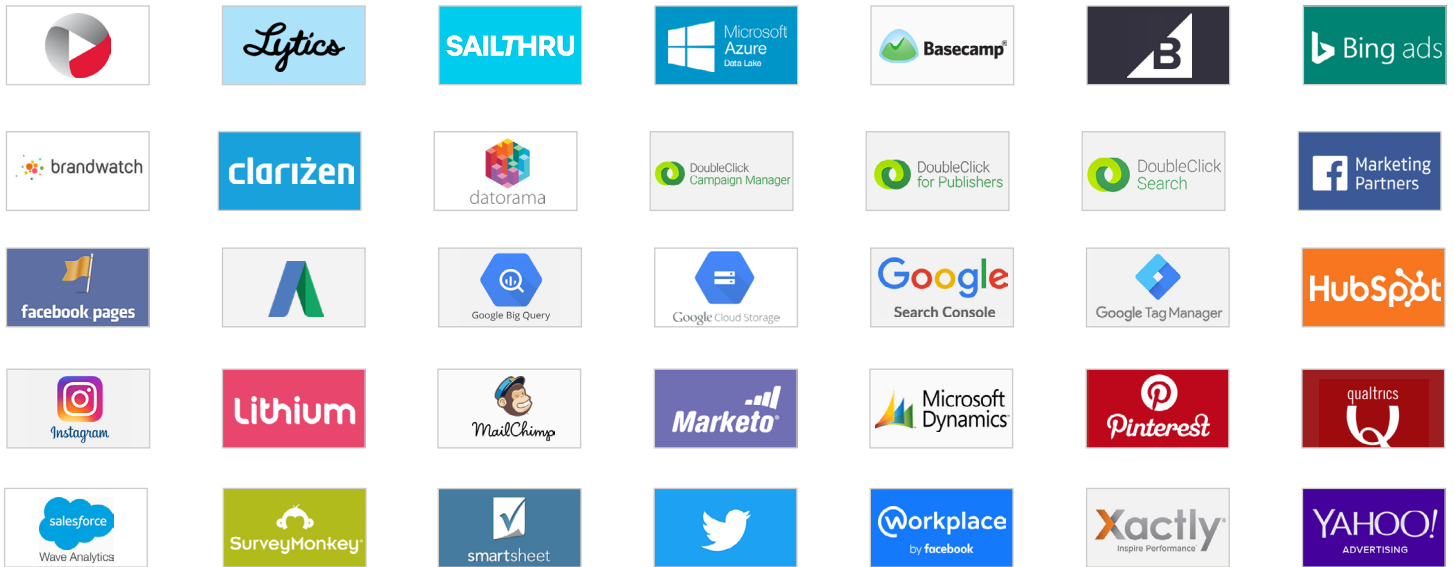 Lytics
SAILTHRU
Microsoft
Azure
Data Lake
Basecamp®
B
Bing ads
brandwatch
clarizen
datorama
DoubleClick
Campaign Manager
DoubleClick
for Publishers
DoubleClick
Search
Marketing
Partners
facebook pages
Google Big Query
Google Cloud Storage
Google
Search Console
Google Tag Manager
HubSpot
Instagram
Lithium
MailChimp
Marketo®
Microsoft
Dynamics™
Pinterest
qualtrics
Q
salesforce
Wave Analytics
SurveyMonkey®
smartsheet
workplace
by facebook
Xactly®
Inspire Performance™
YAHOO!
ADVERTISING